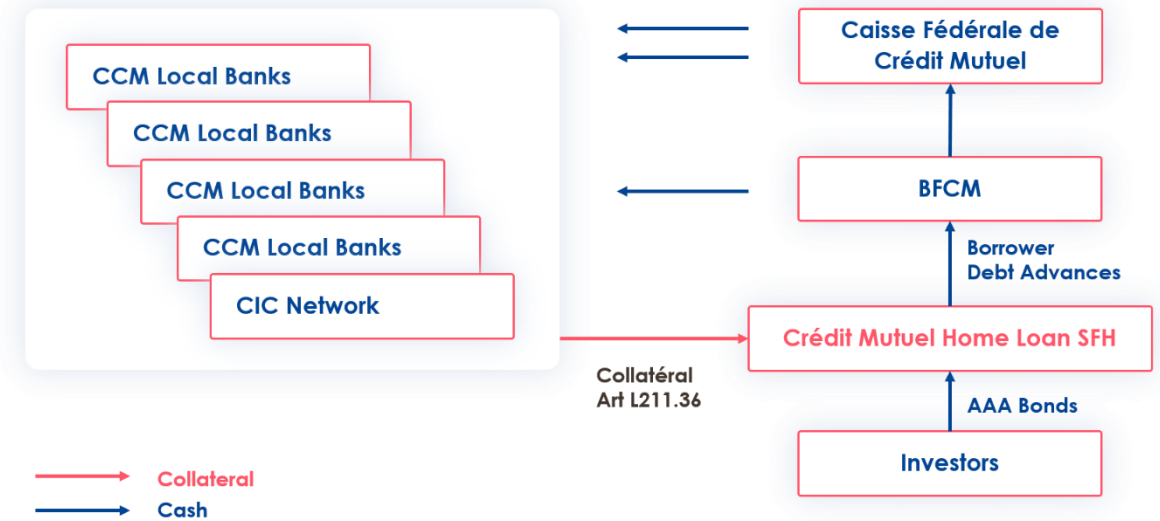 CCM Local Banks
CCM Local Banks
CCM Local Banks
CCM Local Banks
CIC Network
Caisse Fédérale de
Crédit Mutuel
BFCM
Borrower
Debt Advances
Crédit Mutuel Home Loan SFH
Collatéral
Art L211.36
AAA Bonds
Investors
Collateral
Cash